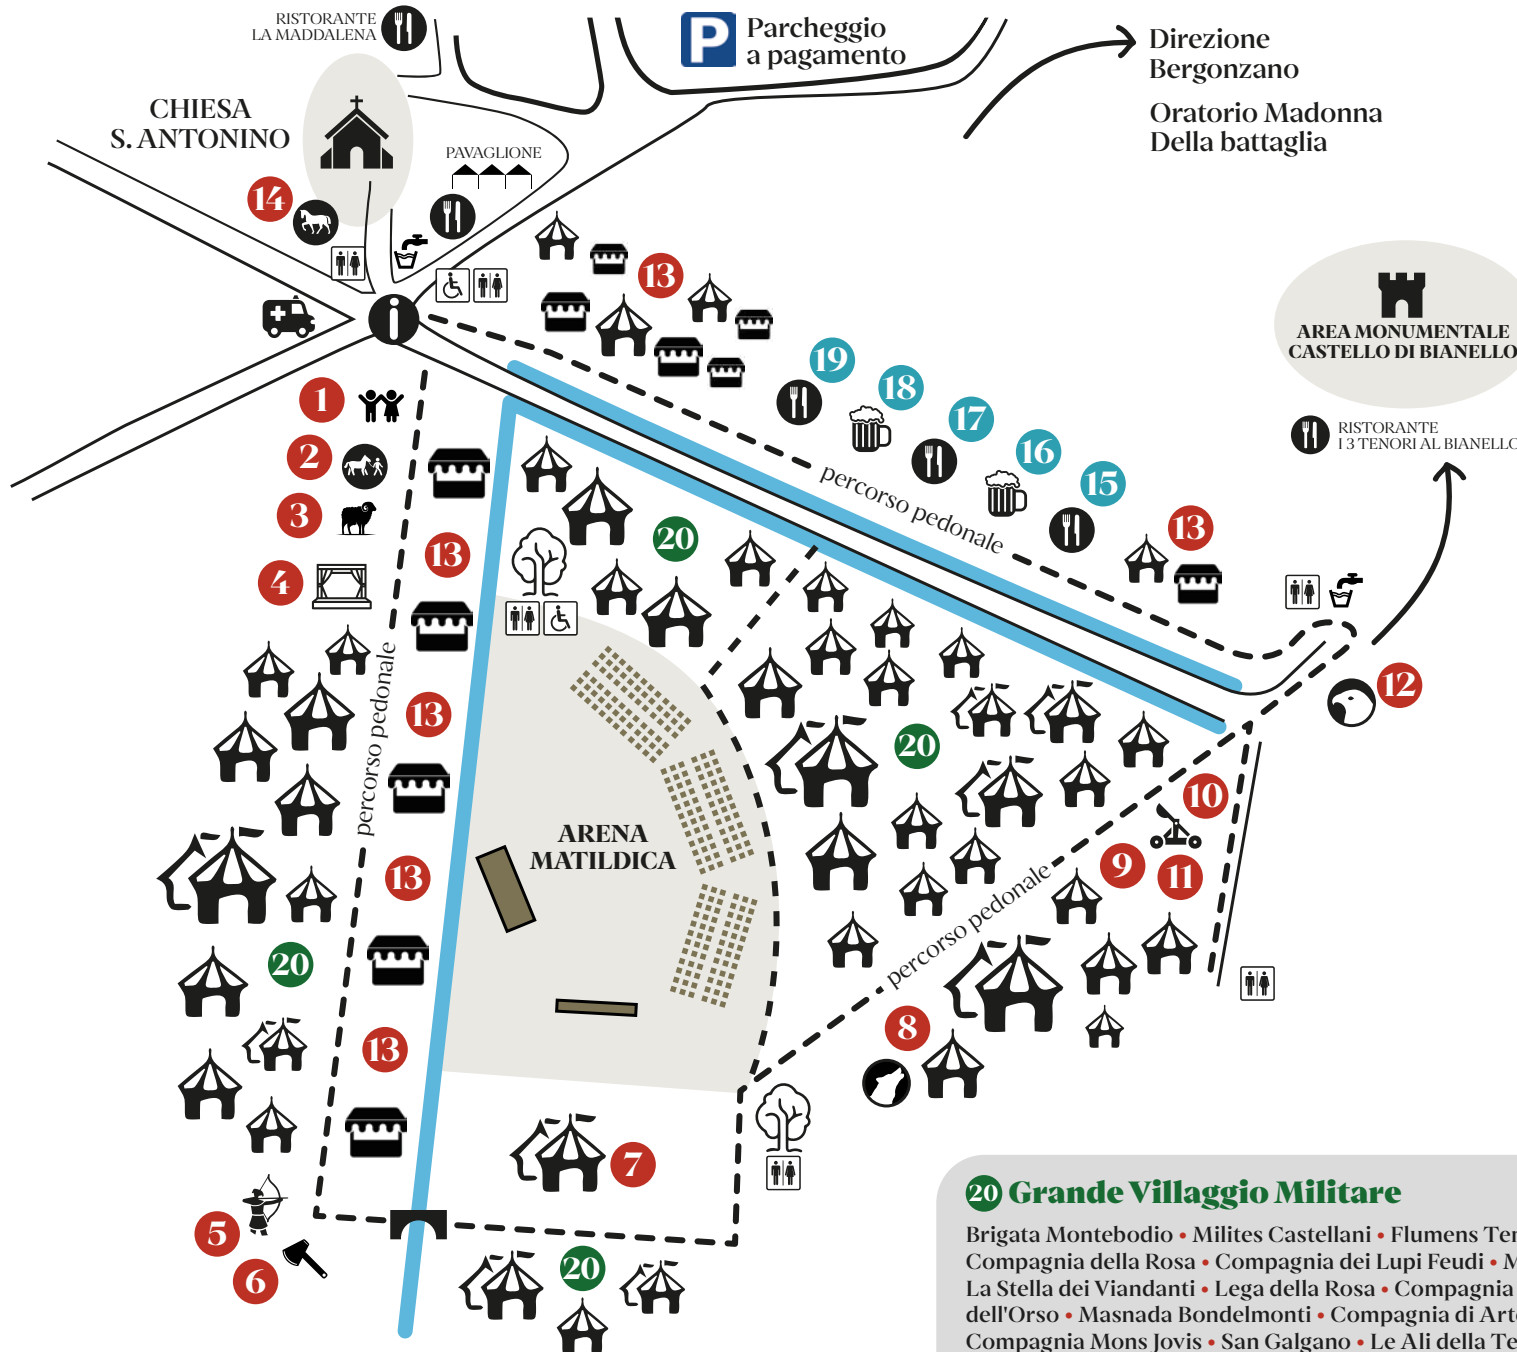 RISTORANTE
LA MADDALENA
P
Parcheggio
a pagamento
Direzione
Bergonzano
Oratorio Madonna
Della battaglia
CHIESA
S. ANTONINO
PAVAGLIONE
14
13
i
AREA MONUMENTALE
CASTELLO DI BIANELLO
RISTORANTE
I 3 TENORI AL BIANELLO
19
18
17
16
15
13
percorso pedonale
1
2
3
4
13
20
12
percorso pedonale
13
20
10
ARENA
MATILDICA
9
11
13
percorso pedonale
20
8
13
7
5
6
20
20 Grande Villaggio Militare
Brigata Montebodio • Milites Castellani • Flumens
Compagnia della Rosa • Compagnia dei Lupi Feudi •
La Stella dei Viandanti • Lega della Rosa • Compagnia
dell'Orso • Masnada Bondelmonti • Compagnia di
Compagnia Mons Jovis • San Galgano • Le Ali della